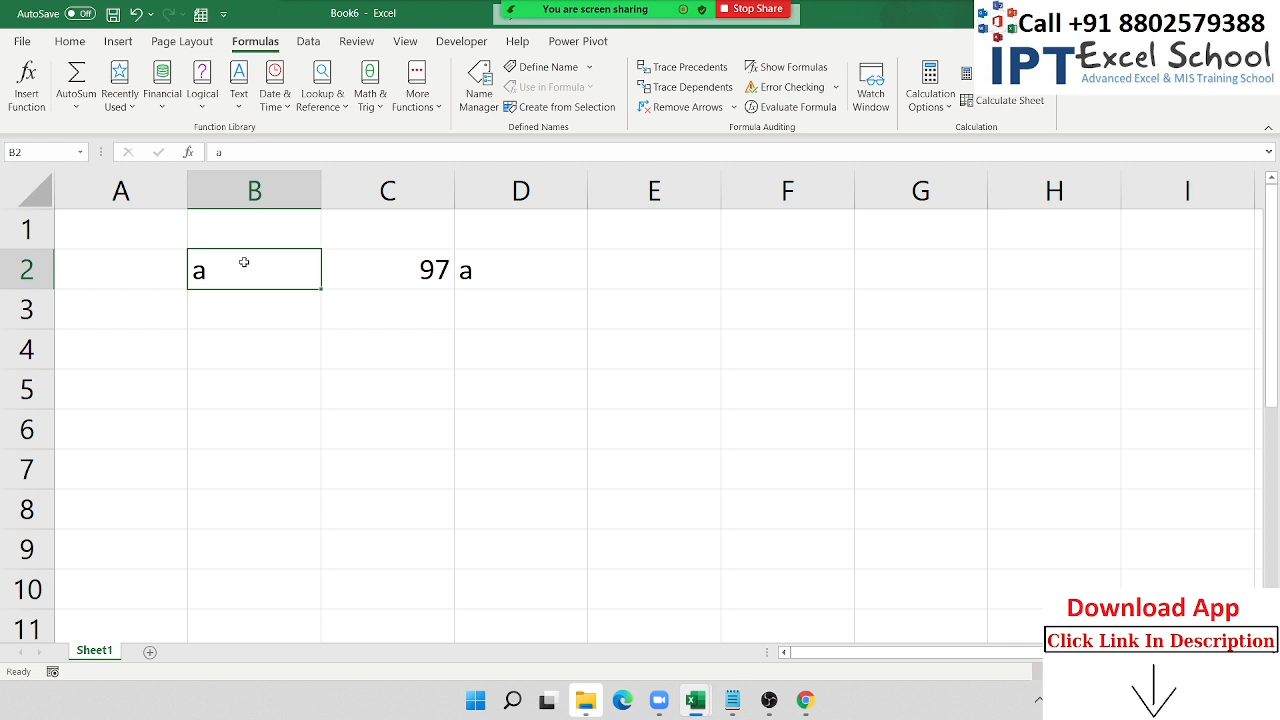 AutoSave Off
Book6 - Excel
You are screen sharing
Stop Share
Call +91 8802579388
IPT Excel School
Advanced Excel & MIS Training School
File Home Insert Page Layout Formulas Data Review View Developer Help Power Pivot
Insert Function
AutoSum
Recently Used
Financial
Logical
Text
Date & Time
Lookup & Reference
Math & Trig
More Functions
Function Library
Name Manager
Define Name
Use in Formula
Create from Selection
Defined Names
Trace Precedents
Trace Dependents
Remove Arrows
Show Formulas
Error Checking
Evaluate Formula
Formula Auditing
Watch Window
Calculation Options
Calculate Sheet
Calculation
B2 fx a
A B C D E F G H I
1
2 a 97 a
3
4
5
6
7
8
9
10
11
Sheet1
Ready
Download App
Click Link In Description